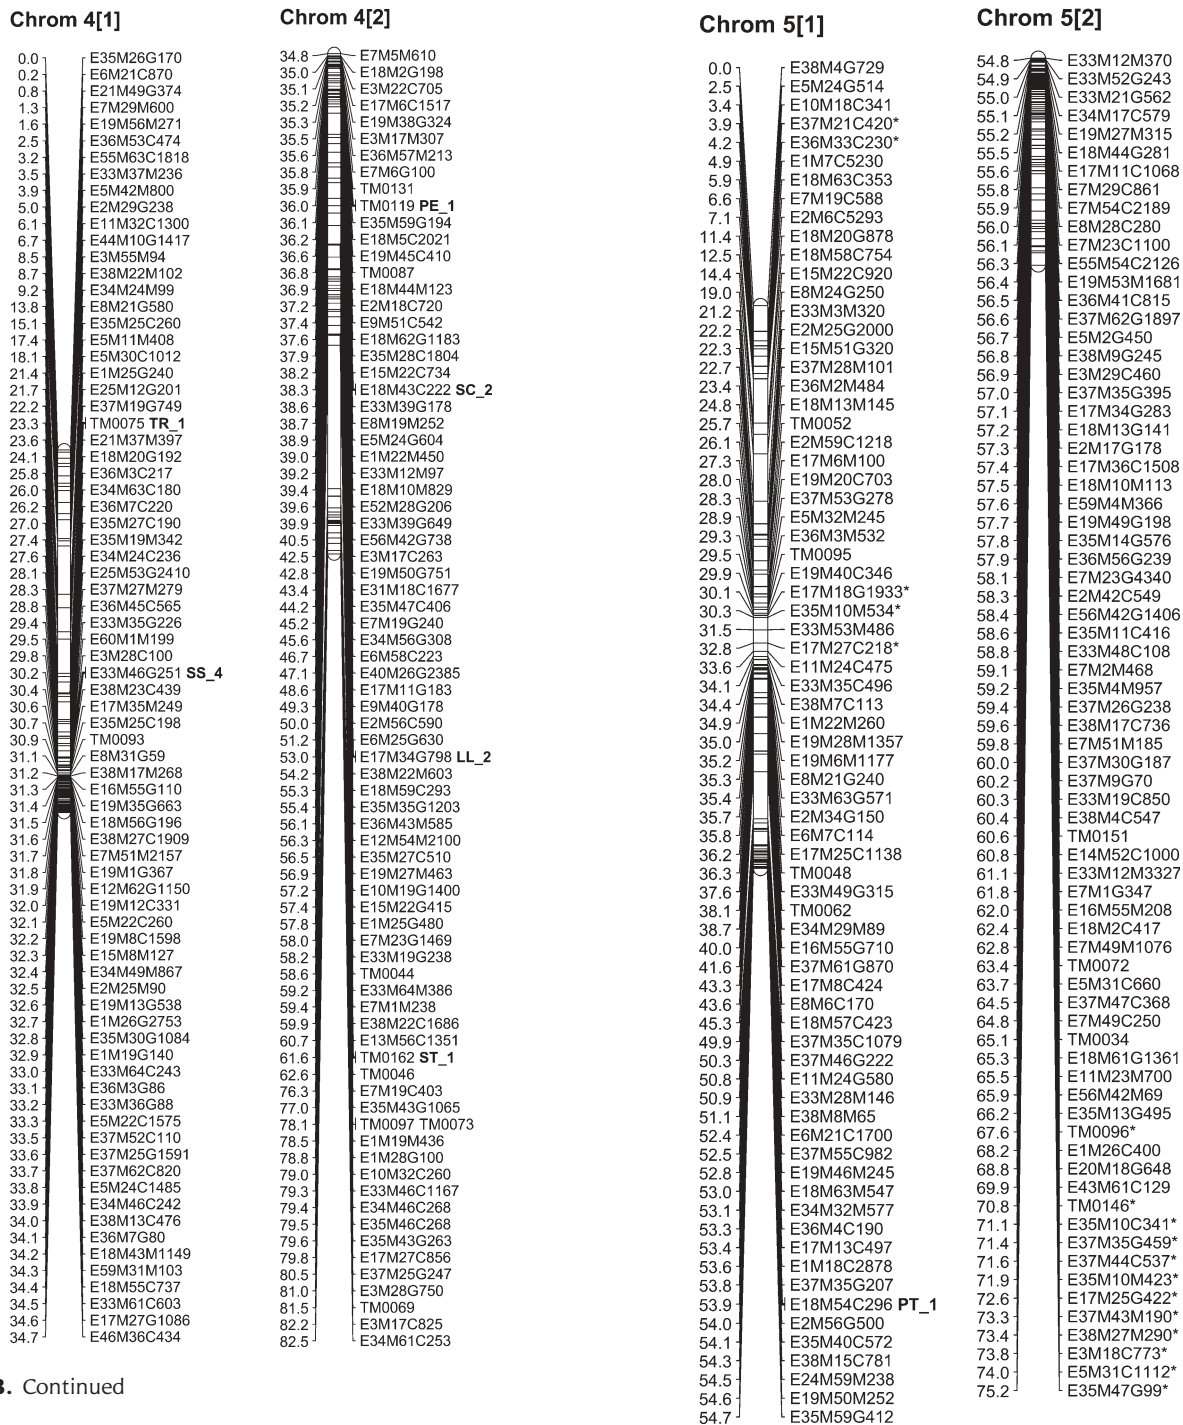 Chrom 4[1]
0.0 E35M26G170
0.2 E6M21C870
0.8 E21M49G374
1.3 E7M29M600
1.6 E19M56M271
2.5 E36M53C474
3.2 E55M63C1818
3.5 E33M37M236
3.9 E5M42M800
5.0 E2M29G238
6.1 E11M32C1300
6.7 E44M10G1417
8.5 E3M55M94
8.7 E38M22M102
9.2 E34M24M99
13.8 E8M21G580
15.1 E35M25C260
17.4 E5M11M408
18.1 E5M30C1012
21.4 E1M25G240
21.7 E25M12G201
22.2 E37M19G749
23.3 TM0075 TR_1
23.6 E21M37M397
24.1 E18M20G192
25.8 E36M3C217
26.0 E34M63C180
26.2 E36M7C220
27.0 E35M27C190
27.4 E35M19M342
27.6 E34M24C236
28.1 E25M53G2410
28.3 E37M27M279
28.8 E36M45C565
29.4 E33M35G226
29.5 E60M1M199
29.8 E3M28C100
30.2 E33M46G251 SS_4
30.4 E38M23C439
30.6 E17M35M249
30.7 E35M25C198
30.9 TM0093
31.1 E8M31G59
31.2 E38M17M268
31.3 E16M55G110
31.4 E19M35G663
31.5 E18M56G196
31.6 E38M27C1909
31.7 E7M51M2157
31.8 E19M1G367
31.9 E12M62G1150
32.0 E19M12C331
32.1 E5M22C260
32.2 E19M8C1598
32.3 E15M8M127
32.4 E34M49M867
32.5 E2M25M90
32.6 E19M13G538
32.7 E1M26G2753
32.8 E35M30G1084
32.9 E1M19G140
33.0 E33M64C243
33.1 E36M3G86
33.2 E33M36G88
33.3 E5M22C1575
33.5 E37M52C110
33.6 E37M25G1591
33.7 E37M62C820
33.8 E5M24C1485
33.9 E34M46C242
34.0 E38M13C476
34.1 E36M7G80
34.2 E18M43M1149
34.3 E59M31M103
34.4 E18M55C737
34.5 E33M61C603
34.6 E17M27G1086
34.7 E46M36C434
Chrom 4[2]
34.8 E7M5M610
35.0 E18M2G198
35.1 E3M22C705
35.2 E17M6C1517
35.3 E19M38G324
35.5 E3M17M307
35.6 E36M57M213
35.8 E7M6G100
35.9 TM0131
36.0 TM0119 PE_1
36.1 E35M59G194
36.2 E18M5C2021
36.6 E19M45C410
36.8 TM0087
36.9 E18M44M123
37.2 E2M18C720
37.4 E9M51C542
37.6 E18M62G1183
37.9 E35M28C1804
38.2 E15M22C734
38.3 E18M43C222 SC_2
38.6 E33M39G178
38.7 E8M19M252
38.9 E5M24G604
39.0 E1M22M450
39.2 E33M12M97
39.4 E18M10M829
39.6 E52M28G206
39.9 E33M39G649
40.5 E56M42G738
42.5 E3M17C263
42.8 E19M50G751
43.4 E31M18C1677
44.2 E35M47C406
45.2 E7M19G240
45.6 E34M56G308
46.7 E6M58C223
47.1 E40M26G2385
48.6 E17M11G183
49.3 E9M40G178
50.0 E2M56C590
51.2 E6M25G630
53.0 E17M34G798 LL_2
54.2 E38M22M603
55.3 E18M59C293
55.4 E35M35G1203
56.1 E36M43M585
56.3 E12M54M2100
56.5 E35M27C510
56.9 E19M27M463
57.2 E10M19G1400
57.4 E15M22G415
57.8 E1M25G480
58.0 E7M23G1469
58.2 E33M19G238
58.6 TM0044
59.2 E33M64M386
59.4 E7M1M238
59.9 E38M22C1686
60.7 E13M56C1351
61.6 TM0162 ST_1
62.6 TM0046
76.3 E7M19C403
77.0 E35M43G1065
78.1 TM0097 TM0073
78.5 E1M19M436
78.8 E1M28G100
79.0 E10M32C260
79.3 E33M46C1167
79.4 E34M46C268
79.5 E35M46C268
79.6 E35M43G263
79.8 E17M27C856
80.5 E37M25G247
81.0 E3M28G750
81.5 TM0069
82.2 E3M17C825
82.5 E34M61C253
Chrom 5[1]
0.0 E38M4G729
2.5 E5M24G514
3.4 E10M18C341
3.9 E37M21C420*
4.2 E36M33C230*
4.9 E1M7C5230
5.9 E18M63C353
6.6 E7M19C588
7.1 E2M6C5293
11.4 E18M20G878
12.5 E18M58C754
14.4 E15M22C920
19.0 E8M24G250
21.2 E33M3M320
22.2 E2M25G2000
22.3 E15M51G320
22.7 E37M28M101
23.4 E36M2M484
24.8 E18M13M145
25.7 TM0052
26.1 E2M59C1218
27.3 E17M6M100
28.0 E19M20C703
28.3 E37M53G278
28.9 E5M32M245
29.3 E36M3M532
29.5 TM0095
29.9 E19M40C346
30.1 E17M18G1933*
30.3 E35M10M534*
31.5 E33M53M486
32.8 E17M27C218*
33.6 E11M24C475
34.1 E33M35C496
34.4 E38M7C113
34.9 E1M22M260
35.0 E19M28M1357
35.2 E19M6M1177
35.3 E8M21G240
35.4 E33M63G571
35.7 E2M34G150
35.8 E6M7C114
36.2 E17M25C1138
36.3 TM0048
37.6 E33M49G315
38.1 TM0062
38.7 E34M29M89
40.0 E16M55G710
41.6 E37M61G870
43.3 E17M8C424
43.6 E8M6C170
45.3 E18M57C423
49.9 E37M35C1079
50.3 E37M46G222
50.8 E11M24G580
50.9 E33M28M146
51.1 E38M8M65
52.4 E6M21C1700
52.5 E37M55C982
52.8 E19M46M245
53.0 E18M63M547
53.1 E34M32M577
53.3 E36M4C190
53.4 E17M13C497
53.6 E1M18C2878
53.8 E37M35G207
53.9 E18M54C296 PT_1
54.0 E2M56G500
54.1 E35M40C572
54.3 E38M15C781
54.5 E24M59M238
54.6 E19M50M252
54.7 E35M59G412
Chrom 5[2]
54.8 E33M12M370
54.9 E33M52G243
55.0 E33M21G562
55.1 E34M17C579
55.2 E19M27M315
55.5 E18M44G281
55.6 E17M11C1068
55.8 E7M29C861
55.9 E7M54C2189
56.0 E8M28C280
56.1 E7M23C1100
56.3 E55M54C2126
56.4 E19M53M1681
56.5 E36M41C815
56.6 E37M62G1897
56.7 E5M2G450
56.8 E38M9G245
56.9 E3M29C460
57.0 E37M35G395
57.1 E17M34G283
57.2 E18M13G141
57.3 E2M17G178
57.4 E17M36C1508
57.5 E18M10M113
57.6 E59M4M366
57.7 E19M49G198
57.8 E35M14G576
57.9 E36M56G239
58.1 E7M23G4340
58.3 E2M42C549
58.4 E56M42G1406
58.6 E35M11C416
58.8 E33M48C108
59.1 E7M2M468
59.2 E35M4M957
59.4 E37M26G238
59.6 E38M17C736
59.8 E7M51M185
60.0 E37M30G187
60.2 E37M9G70
60.3 E33M19C850
60.4 E38M4C547
60.6 TM0151
60.8 E14M52C1000
61.1 E33M12M3327
61.8 E7M1G347
62.0 E16M55M208
62.4 E18M2C417
62.8 E7M49M1076
63.4 TM0072
63.7 E5M31C660
64.5 E37M47C368
64.8 E7M49C250
65.1 TM0034
65.3 E18M61G1361
65.5 E11M23M700
65.9 E56M42M69
66.2 E35M13G495
67.6 TM0096*
68.2 E1M26C400
68.8 E20M18G648
69.9 E43M61C129
70.8 TM0146*
71.1 E35M10C341*
71.4 E37M35G459*
71.6 E37M44C537*
71.9 E35M10M423*
72.6 E17M25G422*
73.3 E37M43M190*
73.4 E38M27M290*
73.8 E3M18C773*
74.0 E5M31C1112*
75.2 E35M47G99*
3. Continued